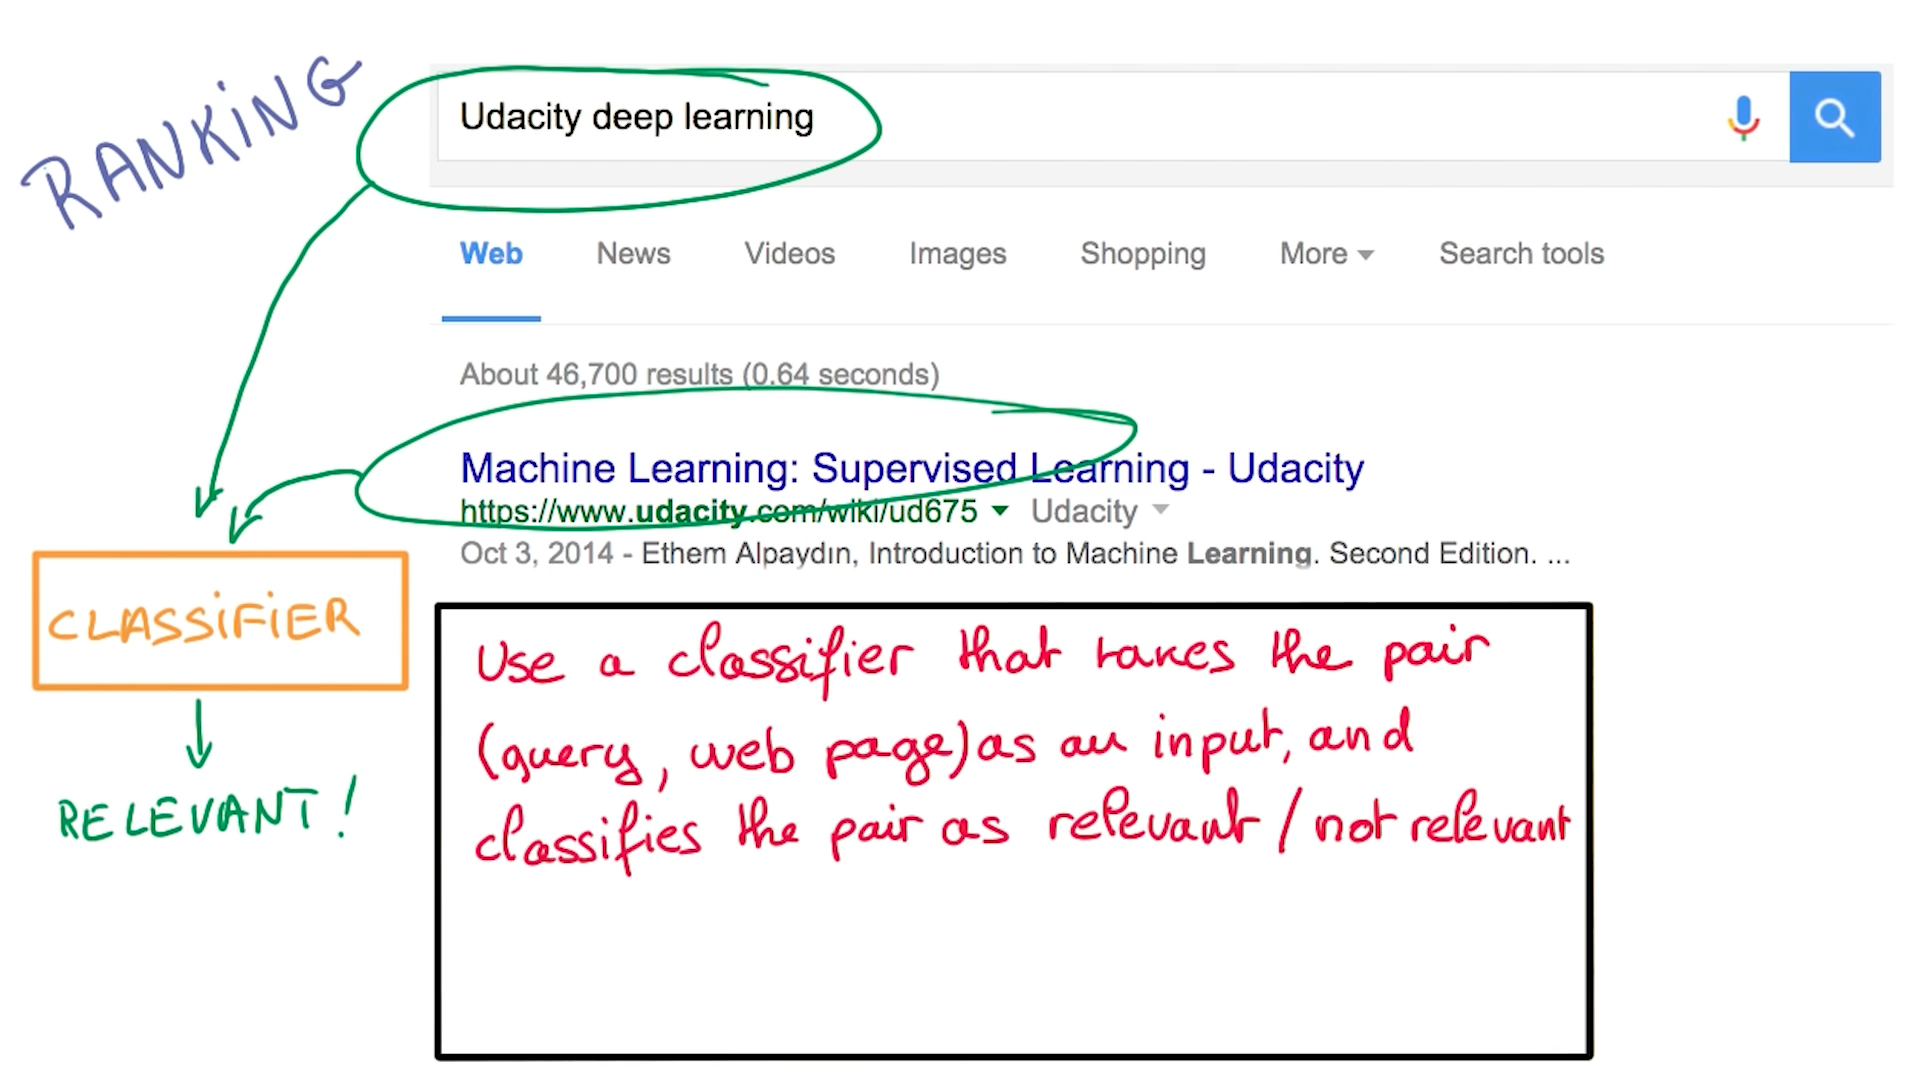 RANKING
Udacity deep learning
Web News Videos Images Shopping More Search tools
About 46,700 results (0.64 seconds)
Machine Learning: Supervised Learning - Udacity
https://www.udacity.com/wiki/ud675 Udacity
Oct 3, 2014 - Ethem Alpaydın, Introduction to Machine Learning. Second Edition. ...
CLASSIFIER
RELEVANT!
Use a classifier that takes the pair
(query, web page) as an input, and
classifies the pair as relevant / not relevant